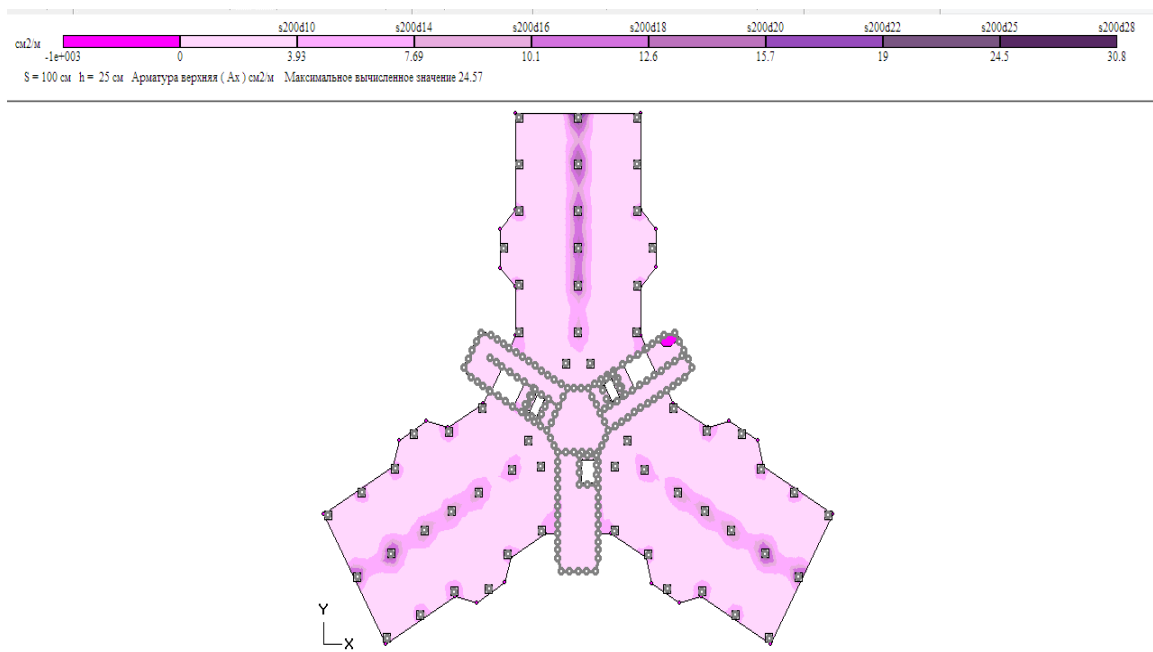 s200d10 s200d14 s200d16 s200d18 s200d20 s200d22 s200d25 s200d28
см2/м
-1e+003 0 3.93 7.69 10.1 12.6 15.7 19 24.5 30.8
S = 100 см h = 25 см Арматура верхняя ( Ах ) см2/м Максимальное вычисленное значение 24.57
Y
X